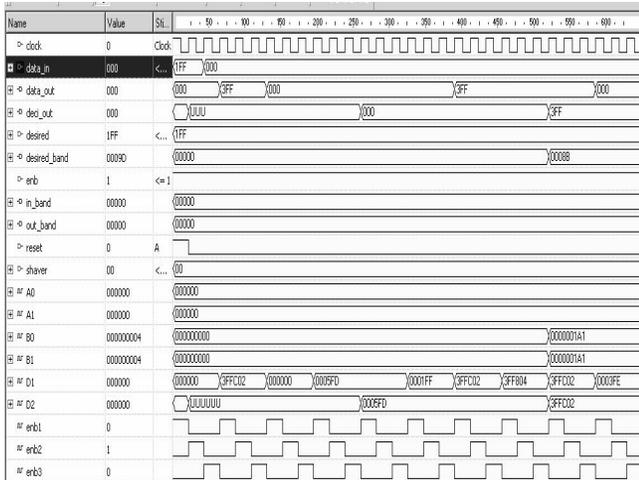 Name Value Sti... 50 100 150 200 250 300 350 400 450 500 550 600
clock 0 Clock
data_in 000 <... 1FF 000
data_out 000 000 3FF 000 3FF 000
deci_out 000 UUU 000 3FF
desired 1FF <... 1FF
desired_band 0009D 00000 0008B
enb 1 <= 1
in_band 00000 00000
out_band 00000 00000
reset 0 A
shaver 00 <... 00
A0 000000 000000
A1 000000 000000
B0 000000004 000000000 0000001A1
B1 000000004 000000000 0000001A1
D1 000000 000000 3FFC02 000000 0005FD 0001FF 3FFC02 3FF804 3FFC02 0003FE
D2 000000 UUUUUU 0005FD 3FFC02
enb1 0
enb2 1
enb3 0